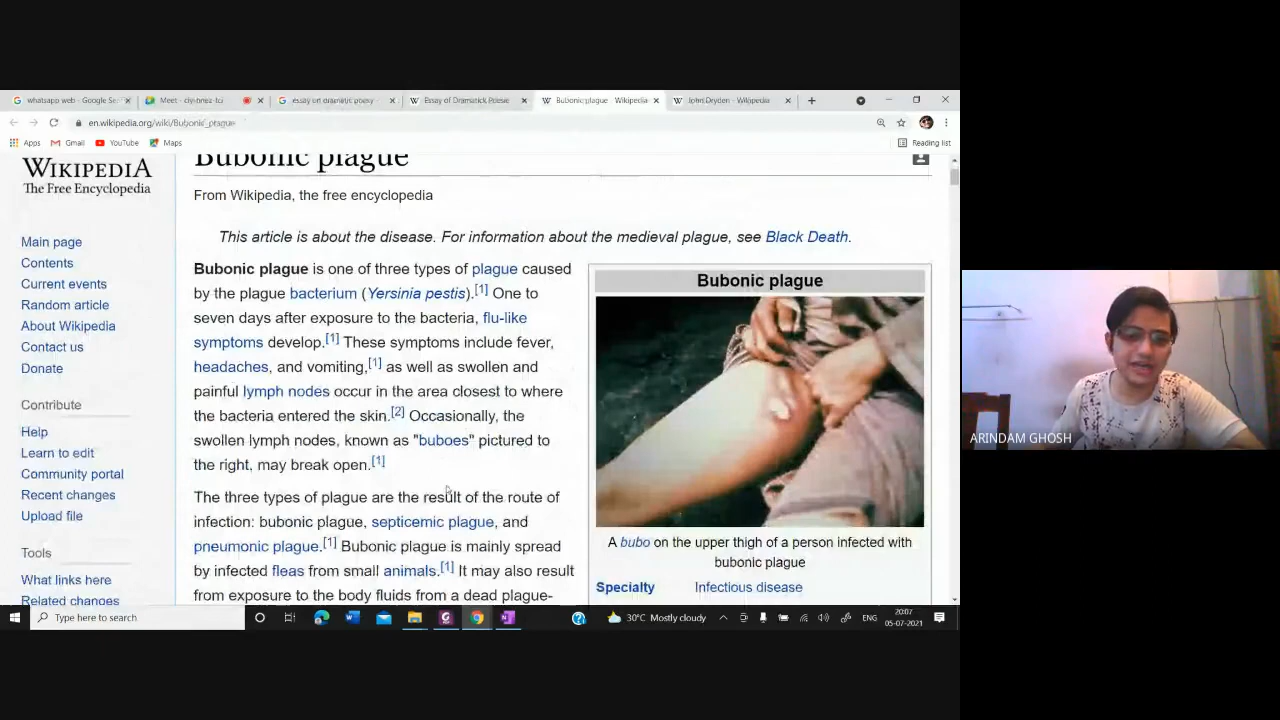 whatsapp web - Google Se
Meet -
essay on dramatic poesy -
Essay of Dramatick Poesie
Bubonic plague - Wikipedia
John Dryden - Wikipedia
en.wikipedia.org/wiki/Bubonic_plague
Apps
Gmail
YouTube
Maps
Reading list
WIKIPEDIA
The Free Encyclopedia
Main page
Contents
Current events
Random article
About Wikipedia
Contact us
Donate
Contribute
Help
Learn to edit
Community portal
Recent changes
Upload file
Tools
What links here
Related changes
Bubonic plague
From Wikipedia, the free encyclopedia
This article is about the disease. For information about the medieval plague, see Black Death.
Bubonic plague is one of three types of plague caused
by the plague bacterium (Yersinia pestis).[1] One to
seven days after exposure to the bacteria, flu-like
symptoms develop.[1] These symptoms include fever,
headaches, and vomiting,[1] as well as swollen and
painful lymph nodes occur in the area closest to where
the bacteria entered the skin.[2] Occasionally, the
swollen lymph nodes, known as "buboes" pictured to
the right, may break open.[1]
The three types of plague are the result of the route of
infection: bubonic plague, septicemic plague, and
pneumonic plague.[1] Bubonic plague is mainly spread
by infected fleas from small animals.[1] It may also result
from exposure to the body fluids from a dead plague-
Bubonic plague
A bubo on the upper thigh of a person infected with
bubonic plague
Specialty Infectious disease
Type here to search
30°C Mostly cloudy
ENG
20:07
05-07-2021
ARINDAM GHOSH